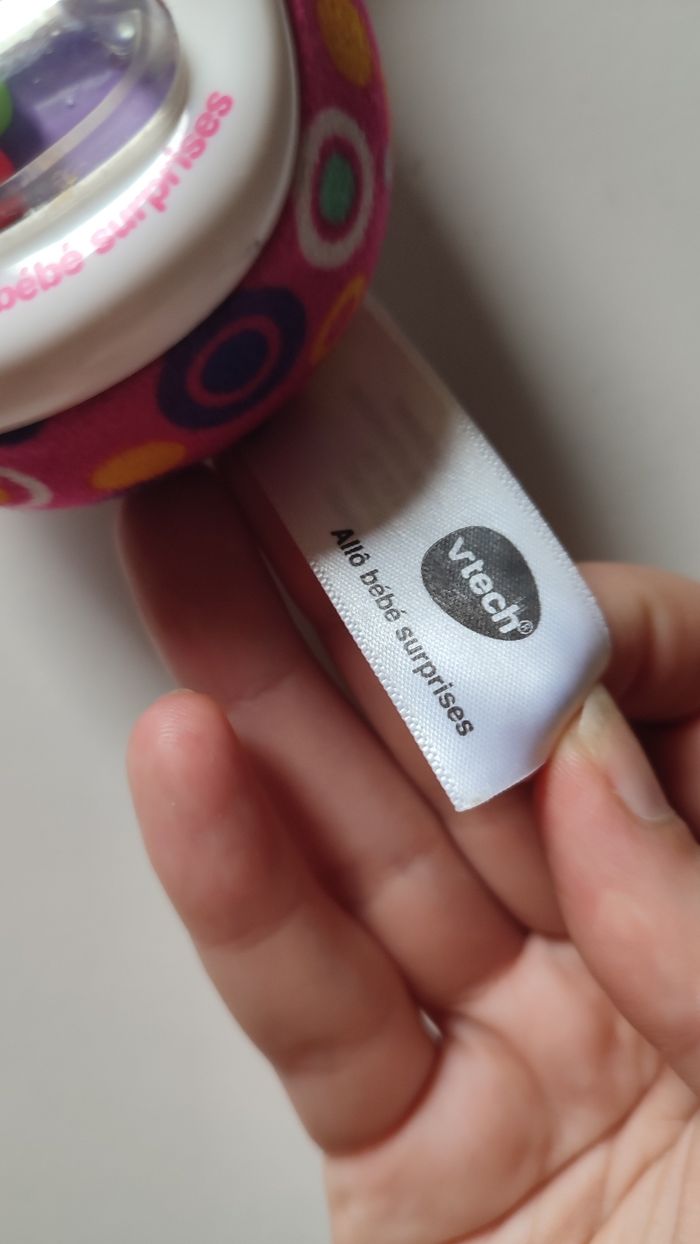 bébé surprises
vtech®
Allô bébé surprises